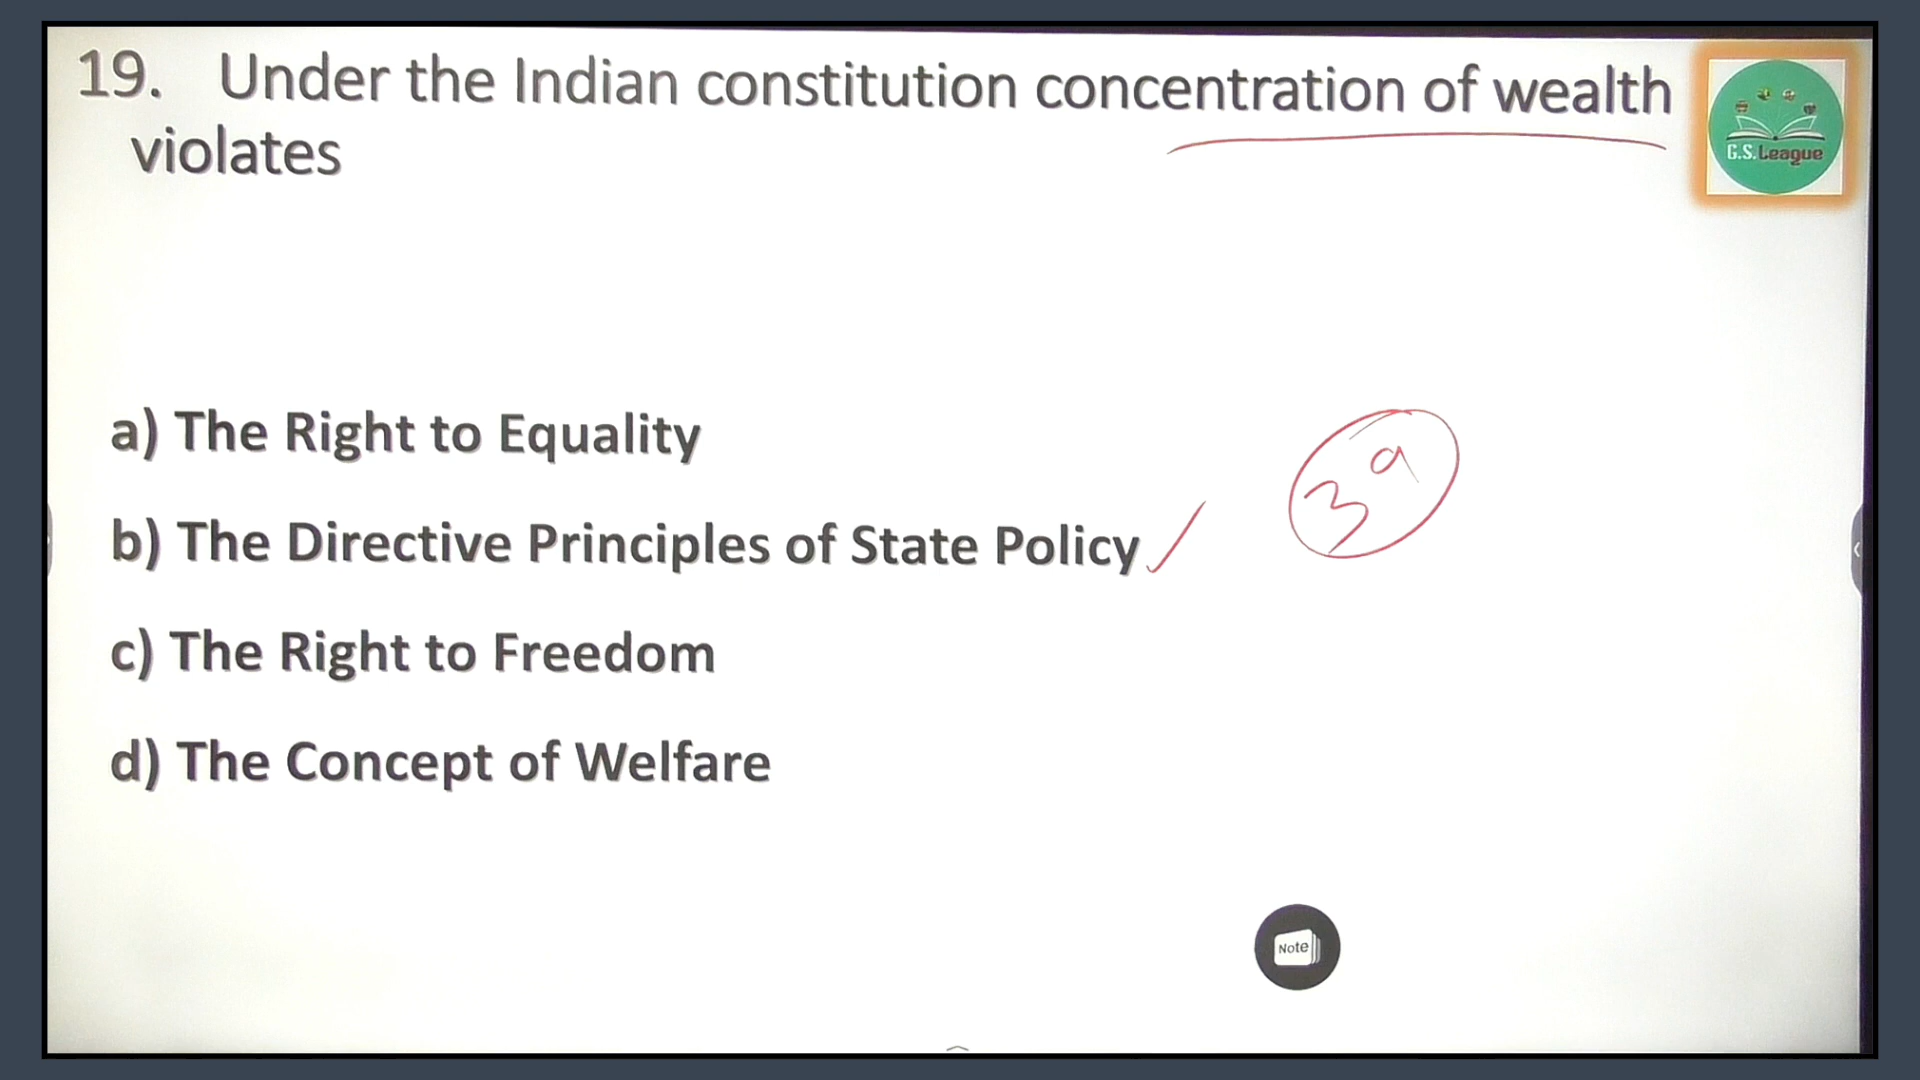 19. Under the Indian constitution concentration of wealth
violates
G.S.League
a) The Right to Equality
39
b) The Directive Principles of State Policy
c) The Right to Freedom
d) The Concept of Welfare
Note